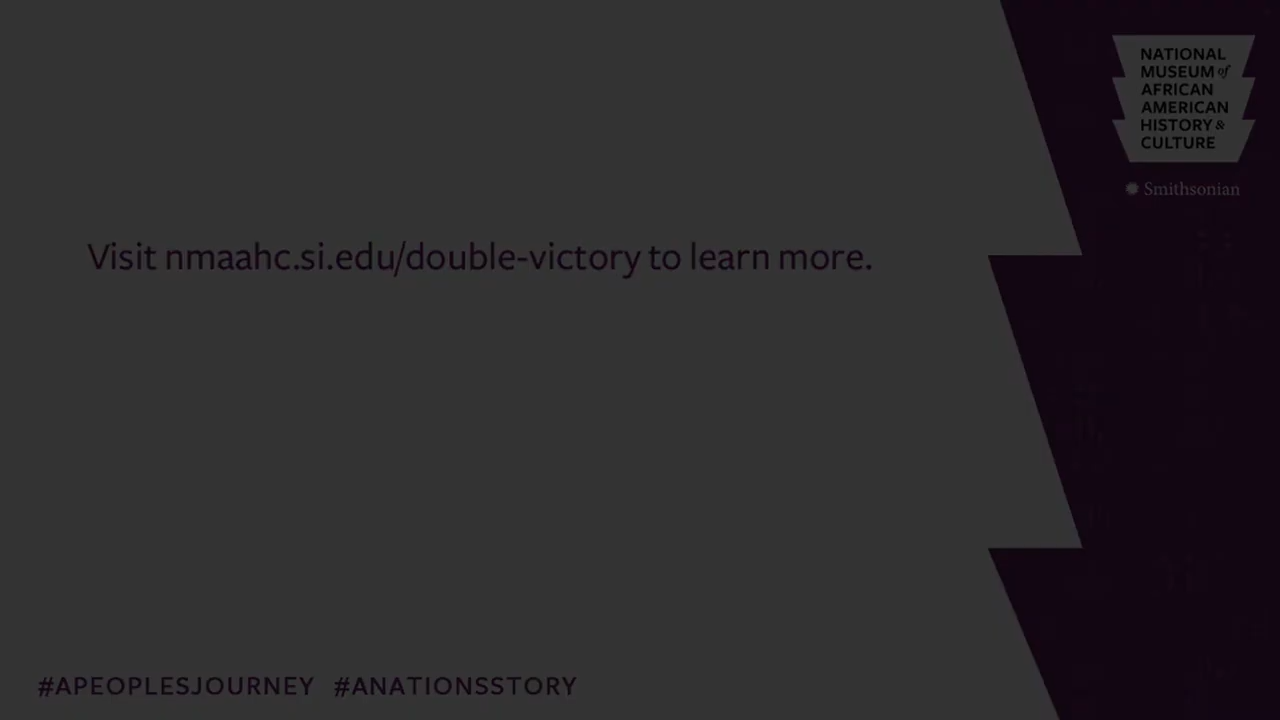 NATIONAL
MUSEUM of
AFRICAN
AMERICAN
HISTORY &
CULTURE
Smithsonian
Visit nmaahc.si.edu/double-victory to learn more.
#APEOPLESJOURNEY #ANATIONSSTORY